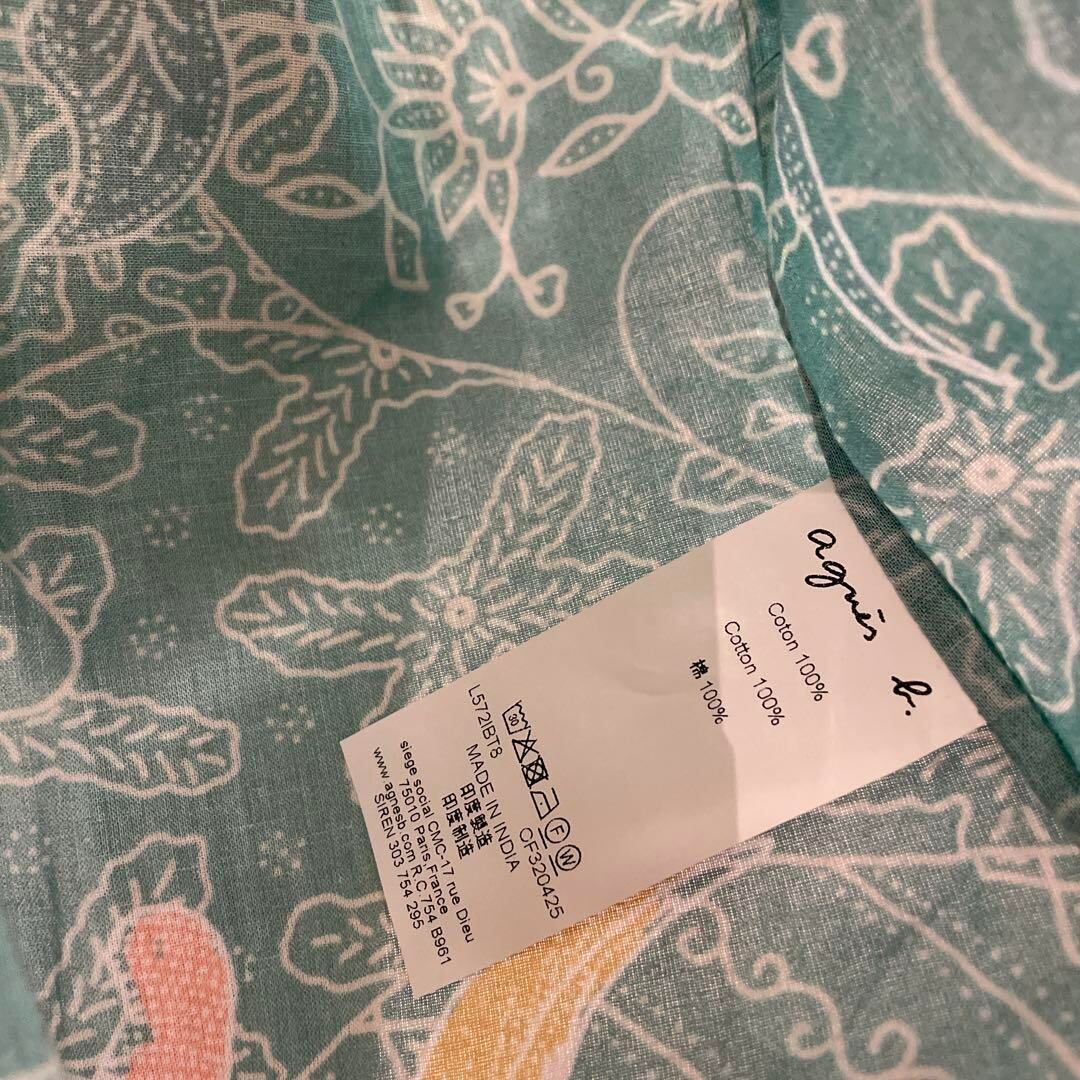 agnès b.
Coton 100%
Cotton 100%
棉 100%
30 F W
L572IBT8 OF320425
MADE IN INDIA
印度製造
印度制造
siege social CMC-17 rue Dieu
75010 Paris France
www.agnesb.com R.C.754 B961
SIREN 303 754 295